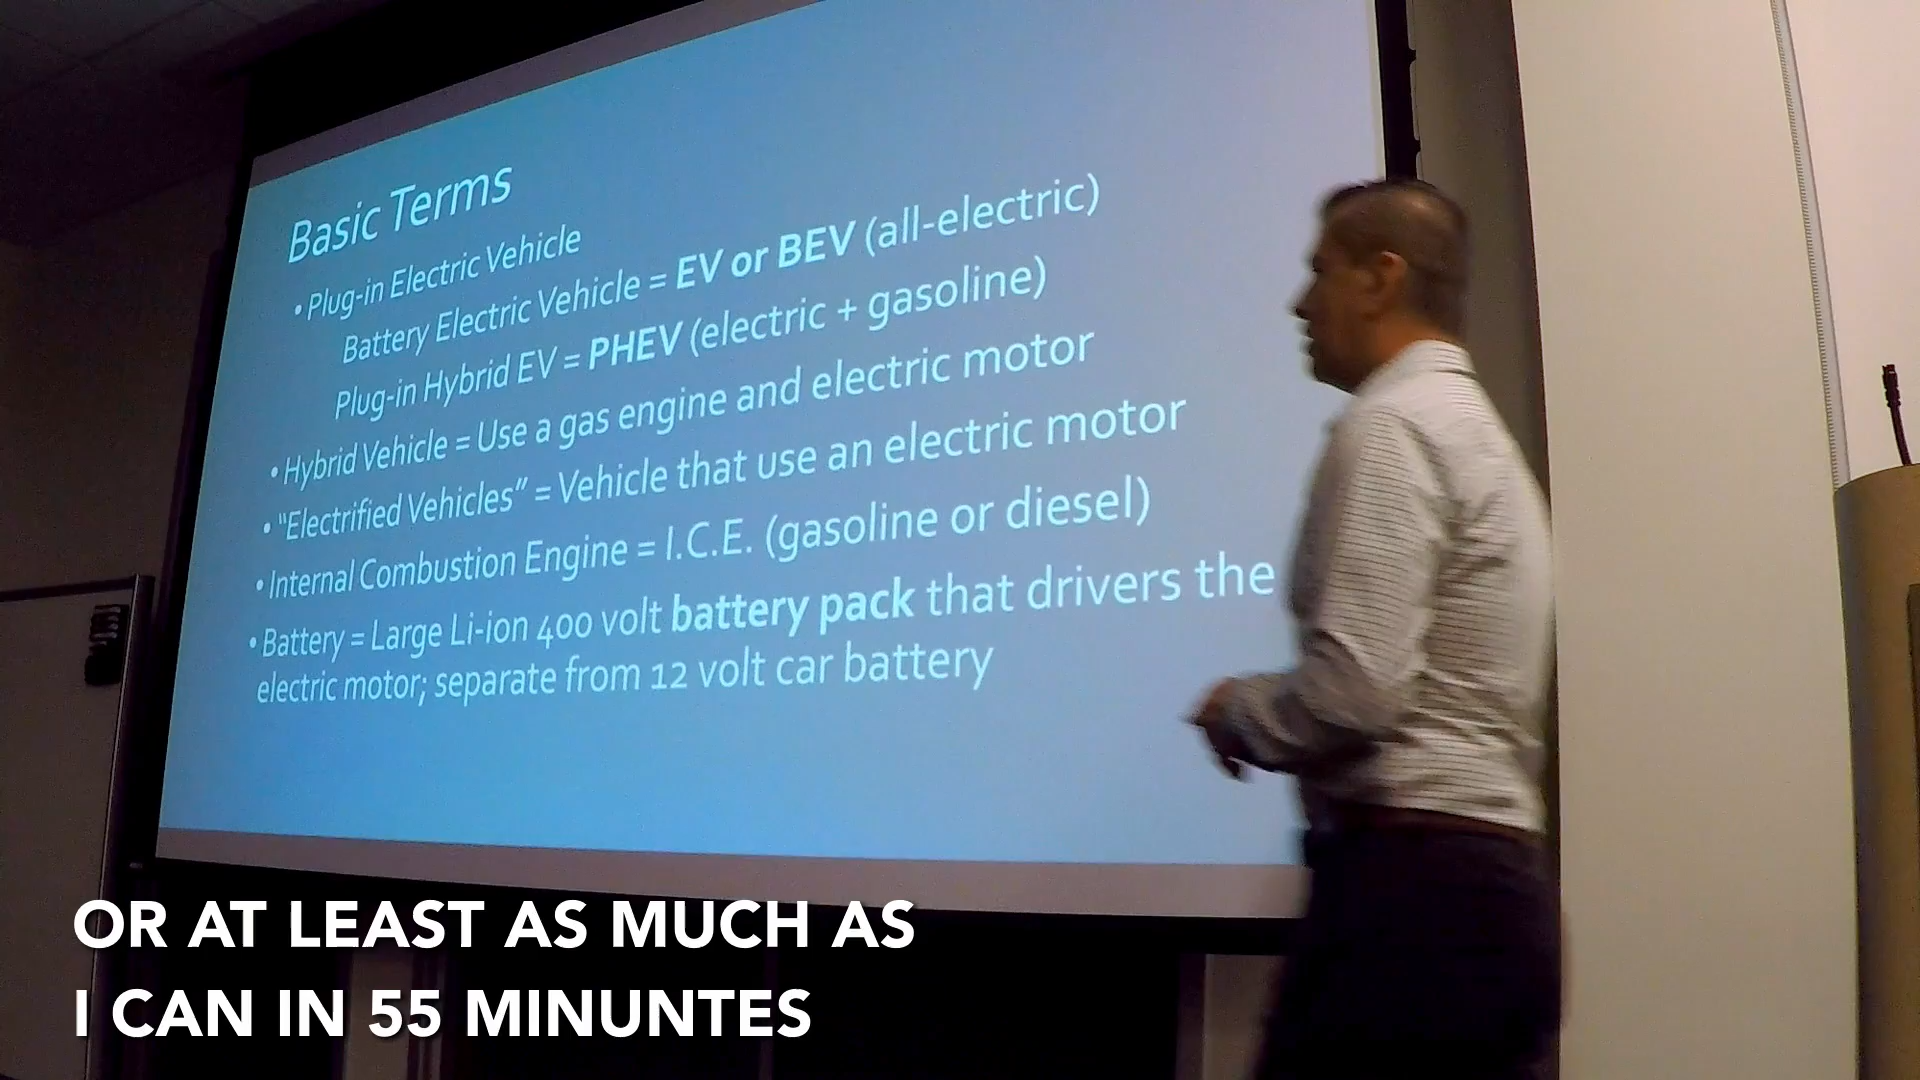 Basic Terms
• Plug-in Electric Vehicle
Battery Electric Vehicle = EV or BEV (all-electric)
Plug-in Hybrid EV = PHEV (electric + gasoline)
• Hybrid Vehicle = Use a gas engine and electric motor
• "Electrified Vehicles" = Vehicle that use an electric motor
• Internal Combustion Engine = I.C.E. (gasoline or diesel)
• Battery = Large Li-ion 400 volt battery pack that drivers the
electric motor; separate from 12 volt car battery
OR AT LEAST AS MUCH AS
I CAN IN 55 MINUNTES